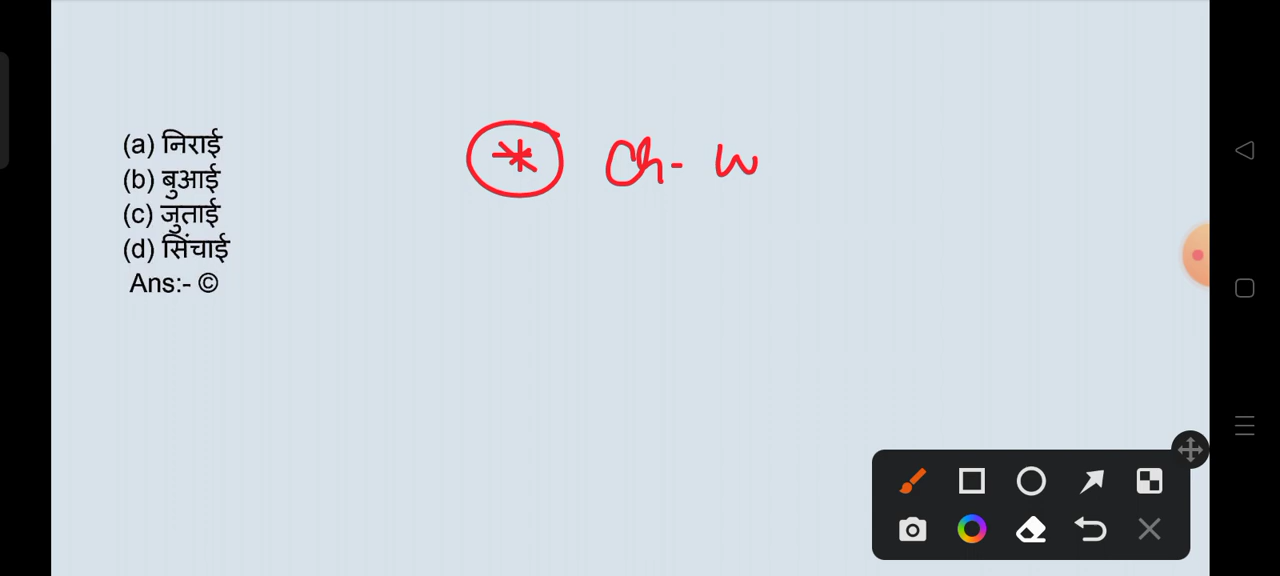 (a) निराई
(b) बुआई
(c) जुताई
(d) सिंचाई
Ans:- ©
* Ch- W